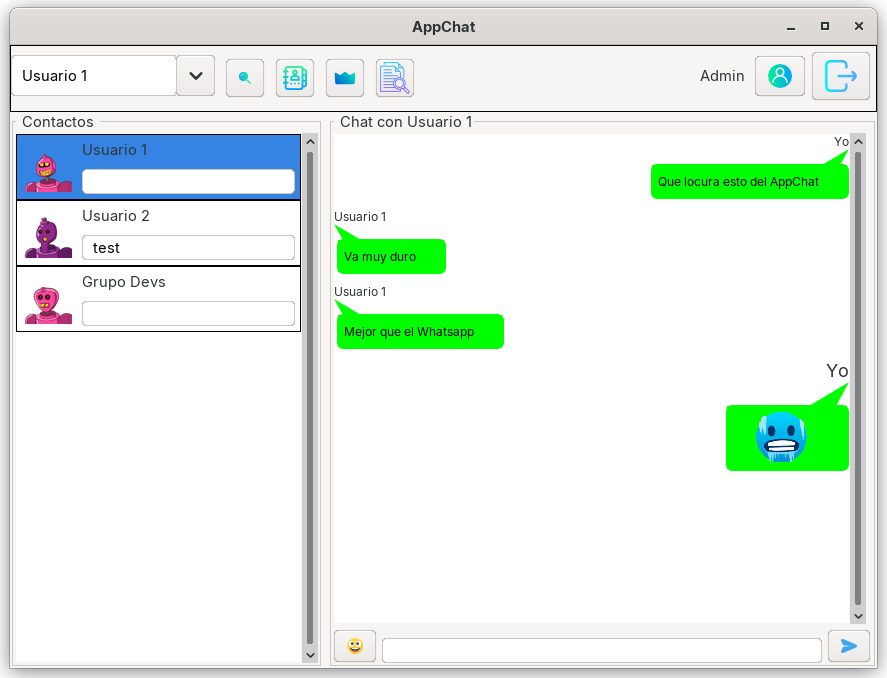 AppChat
Usuario 1
Admin
Contactos
Usuario 1
Usuario 2
test
Grupo Devs
Chat con Usuario 1
Yo
Que locura esto del AppChat
Usuario 1
Va muy duro
Usuario 1
Mejor que el Whatsapp
Yo